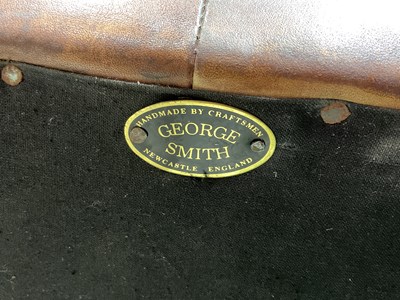 HANDMADE BY CRAFTSMEN
GEORGE
SMITH
NEWCASTLE ENGLAND